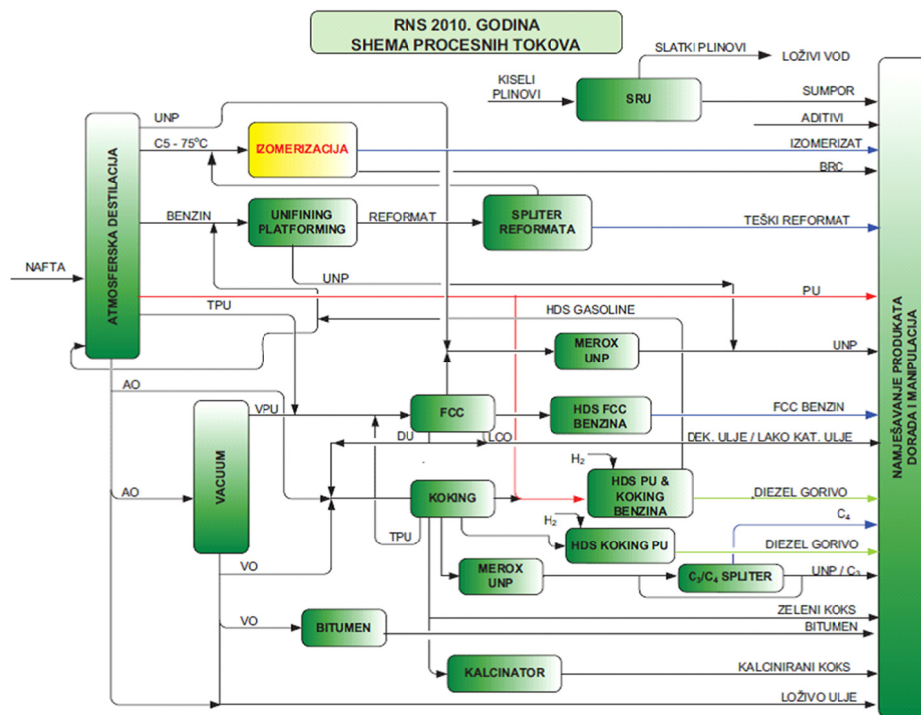 RNS 2010. GODINA
SHEMA PROCESNIH TOKOVA
SLATKI PLINOVI
LOŽIVI VOD
KISELI
PLINOVI
SRU
SUMPOR
ADITIVI
UNP
C5 - 75°C
IZOMERIZACIJA
IZOMERIZAT
BRC
BENZIN
UNIFINING
PLATFORMING
REFORMAT
SPLITER
REFORMATA
TEŠKI REFORMAT
NAFTA
ATMOSFERSKA DESTILACIJA
UNP
PU
TPU
HDS GASOLINE
MEROX
UNP
UNP
AO
VPU
FCC
HDS FCC
BENZINA
FCC BENZIN
DU
LCO
DEK. ULJE / LAKO KAT. ULJE
H2
AO
VACUUM
KOKING
HDS PU &
KOKING
BENZINA
DIEZEL GORIVO
C4
H2
TPU
HDS KOKING PU
DIEZEL GORIVO
VO
MEROX
UNP
C3/C4 SPLITER
UNP / C3
ZELENI KOKS
VO
BITUMEN
BITUMEN
KALCINATOR
KALCINIRANI KOKS
LOŽIVO ULJE
NAMJEŠAVANJE PRODUKATA
DORADA I MANIPULACIJA